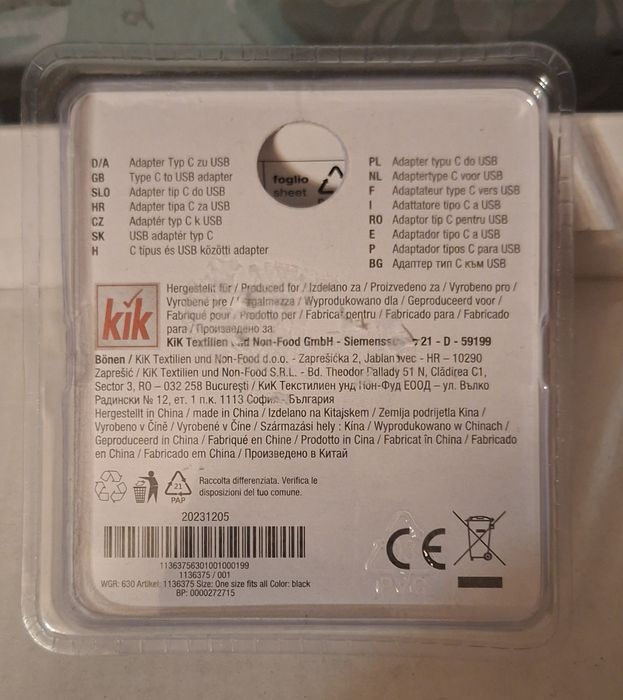 D/A Adapter Typ C zu USB
GB Type C to USB adapter
SLO Adapter tip C do USB
HR Adapter tipa C za USB
CZ Adaptér typ C k USB
SK USB adaptér typ C
H C típus és USB közötti adapter
foglio
sheet
PL Adapter typu C do USB
NL Adaptertype C voor USB
F Adaptateur type C vers USB
I Adattatore tipo C a USB
RO Adaptor tip C pentru USB
E Adaptador tipo C a USB
P Adaptador tipos C para USB
BG Адаптер тип C към USB
kik
Hergestellt für / Produced for / Izdelano za / Proizvedeno za / Vyrobeno pro /
Vyrobené pre / Wyprodukowano dla / Geproduceerd voor /
Fabriqué pour / Prodotto per / Fabricat pentru / Fabricado para / Fabricado
para / Произведено за:
KiK Textilien und Non-Food GmbH - 21 - D - 59199
Bönen / KiK Textilien und Non-Food d.o.o. - Zaprešićka 2, Jablanovec - HR – 10290
Zaprešić / KiK Textilien und Non-Food S.R.L. - Bd. Theodor Pallady 51 N, Clădirea C1,
Sector 3, RO – 032 258 Bucureşti / КиК Текстилиен унд Нон-Фуд ЕООД – ул. Вълко
Радински № 12, ет. 1 п.к. 1113 София - България
Hergestellt in China / made in China / Izdelano na Kitajskem / Zemlja podrijetla Kina /
Vyrobeno v Číně / Vyrobené v Číne / Származási hely : Kína / Wyprodukowano w Chinach /
Geproduceerd in China / Fabriqué en Chine / Prodotto in Cina / Fabricat în China / Fabricado
en China / Fabricado em China / Произведено в Китай
21
PAP
Raccolta differenziata. Verifica le
disposizioni del tuo comune.
20231205
11363756301001000199
1136375 / 001
WGR: 630 Artikel: 1136375 Size: One size fits all Color: black
BP: 0000272715
CE